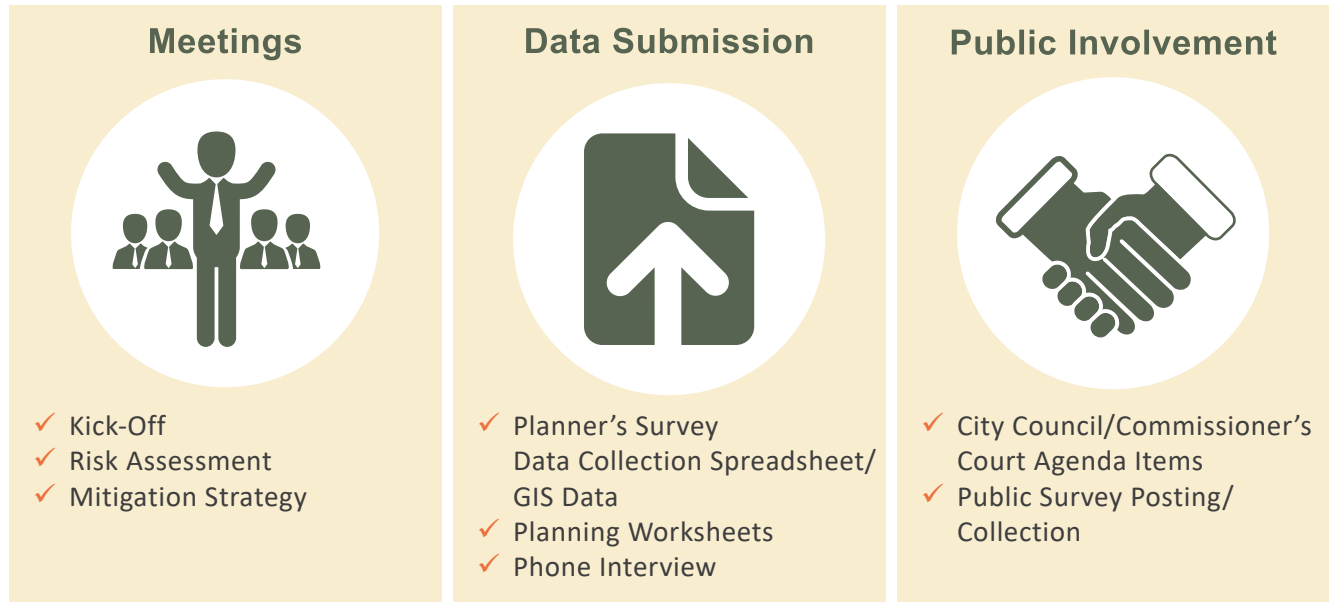 Meetings
✓ Kick-Off
✓ Risk Assessment
✓ Mitigation Strategy
Data Submission
✓ Planner’s Survey
Data Collection Spreadsheet/
GIS Data
✓ Planning Worksheets
✓ Phone Interview
Public Involvement
✓ City Council/Commissioner’s
Court Agenda Items
✓ Public Survey Posting/
Collection